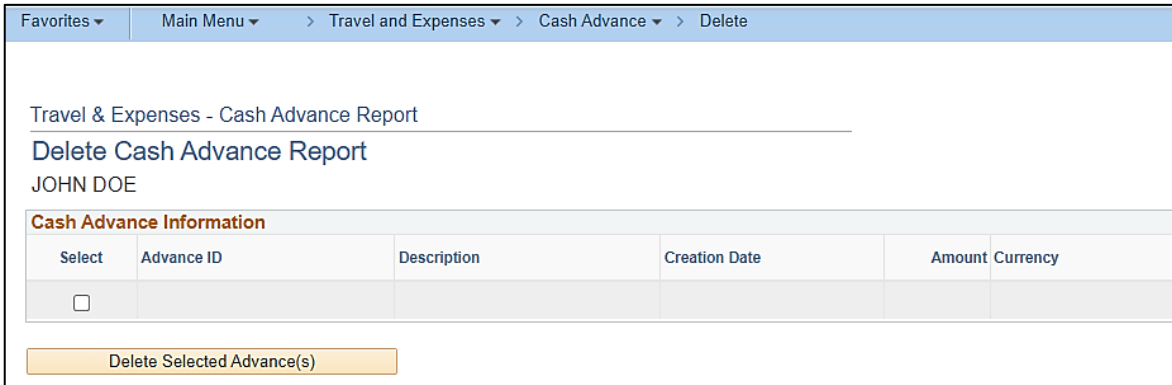 Favorites Main Menu > Travel and Expenses > Cash Advance > Delete
Travel & Expenses - Cash Advance Report
Delete Cash Advance Report
JOHN DOE
Cash Advance Information
Select Advance ID Description Creation Date Amount Currency
Delete Selected Advance(s)